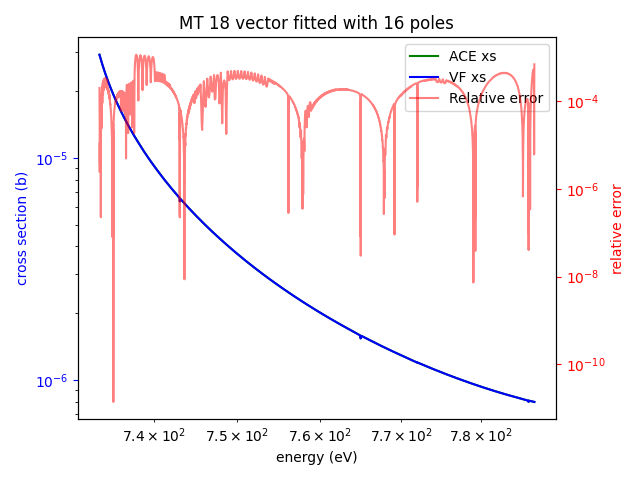 MT 18 vector fitted with 16 poles
ACE xs
VF xs
Relative error
10⁻⁵
10⁻⁶
cross section (b)
10⁻⁴
10⁻⁶
10⁻⁸
10⁻¹⁰
relative error
7.4 × 10² 7.5 × 10² 7.6 × 10² 7.7 × 10² 7.8 × 10²
energy (eV)